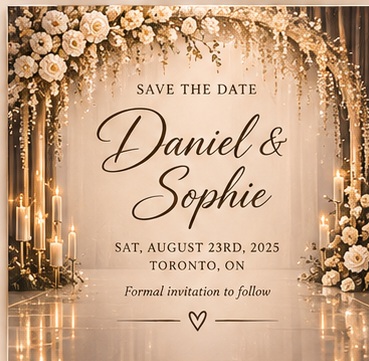 SAVE THE DATE
Daniel &
Sophie
SAT, AUGUST 23RD, 2025
TORONTO, ON
Formal invitation to follow